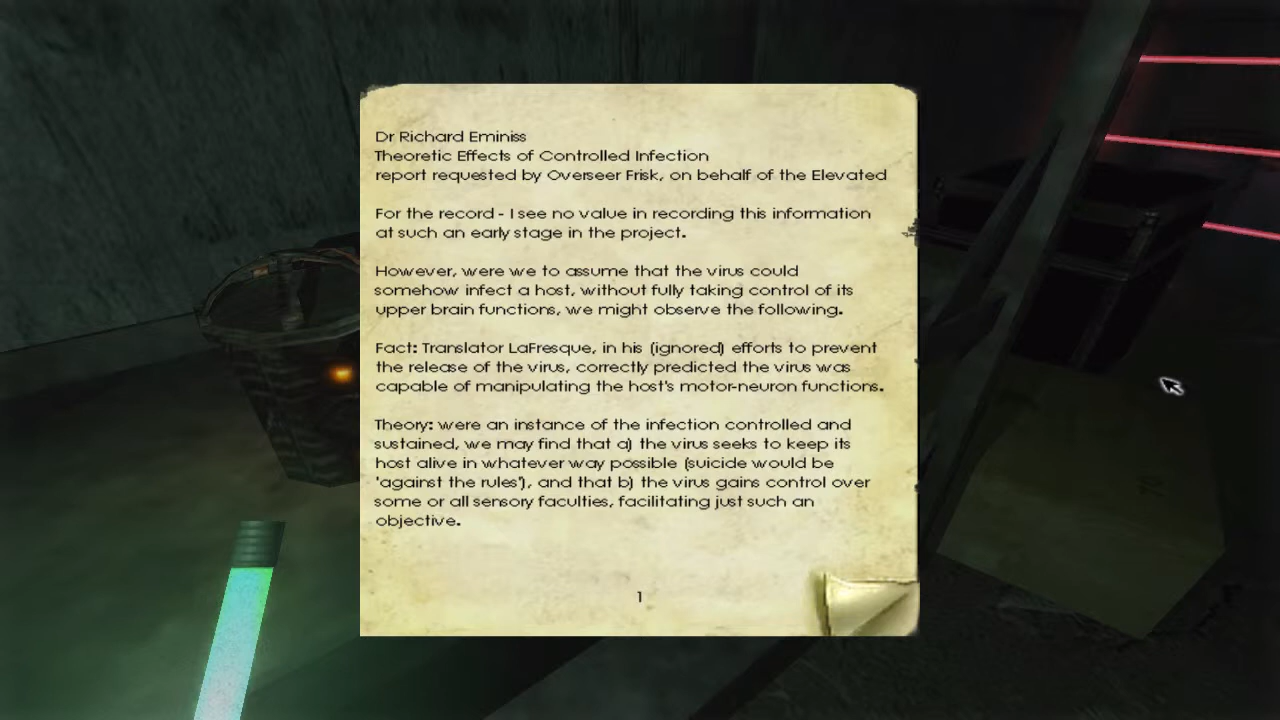 Dr Richard Eminiss
Theoretic Effects of Controlled Infection
report requested by Overseer Frisk, on behalf of the Elevated
For the record - I see no value in recording this information
at such an early stage in the project.
However, were we to assume that the virus could
somehow infect a host, without fully taking control of its
upper brain functions, we might observe the following.
Fact: Translator LaFresque, in his (ignored) efforts to prevent
the release of the virus, correctly predicted the virus was
capable of manipulating the host's motor-neuron functions.
Theory: were an instance of the infection controlled and
sustained, we may find that a) the virus seeks to keep its
host alive in whatever way possible (suicide would be
'against the rules'), and that b) the virus gains control over
some or all sensory faculties, facilitating just such an
objective.
1